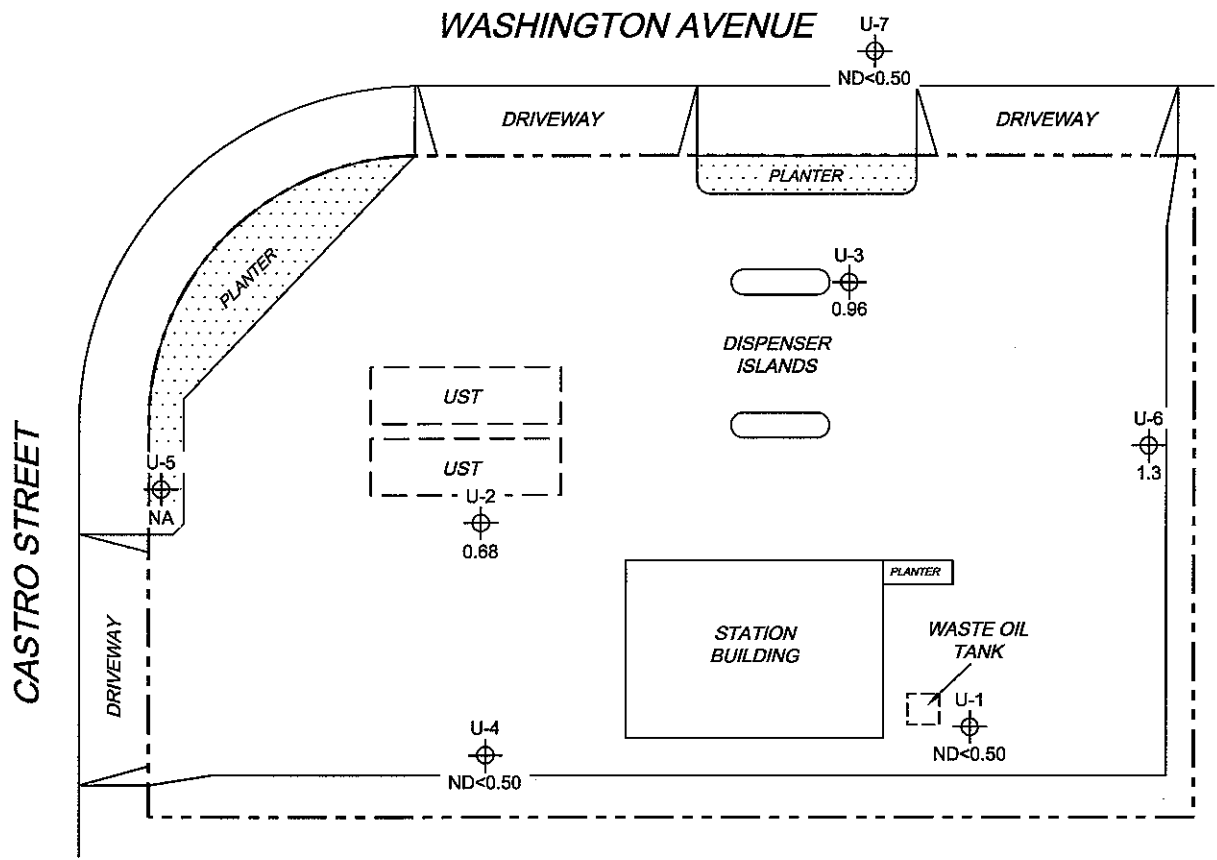 WASHINGTON AVENUE
U-7
ND<0.50
DRIVEWAY
DRIVEWAY
PLANTER
PLANTER
U-3
0.96
DISPENSER
ISLANDS
UST
UST
U-2
0.68
U-6
1.3
U-5
NA
CASTRO STREET
DRIVEWAY
PLANTER
STATION
BUILDING
WASTE OIL
TANK
U-1
ND<0.50
U-4
ND<0.50